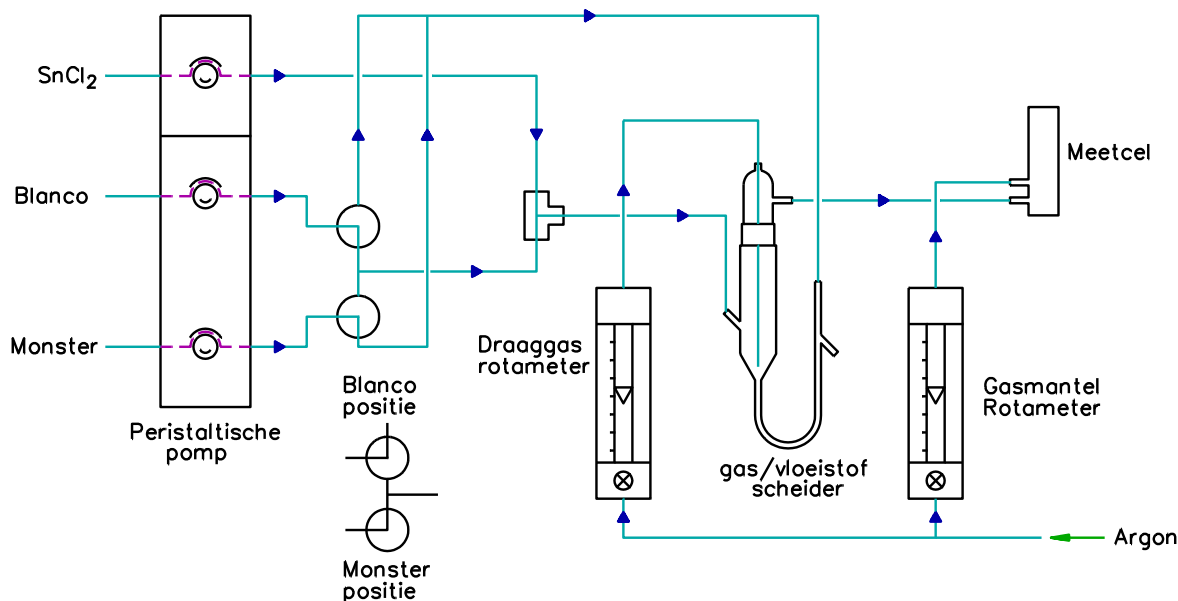 SnCl₂
Blanco
Monster
Peristaltische
pomp
Blanco
positie
Monster
positie
Draaggas
rotameter
gas/vloeistof
scheider
Meetcel
Gasmantel
Rotameter
Argon